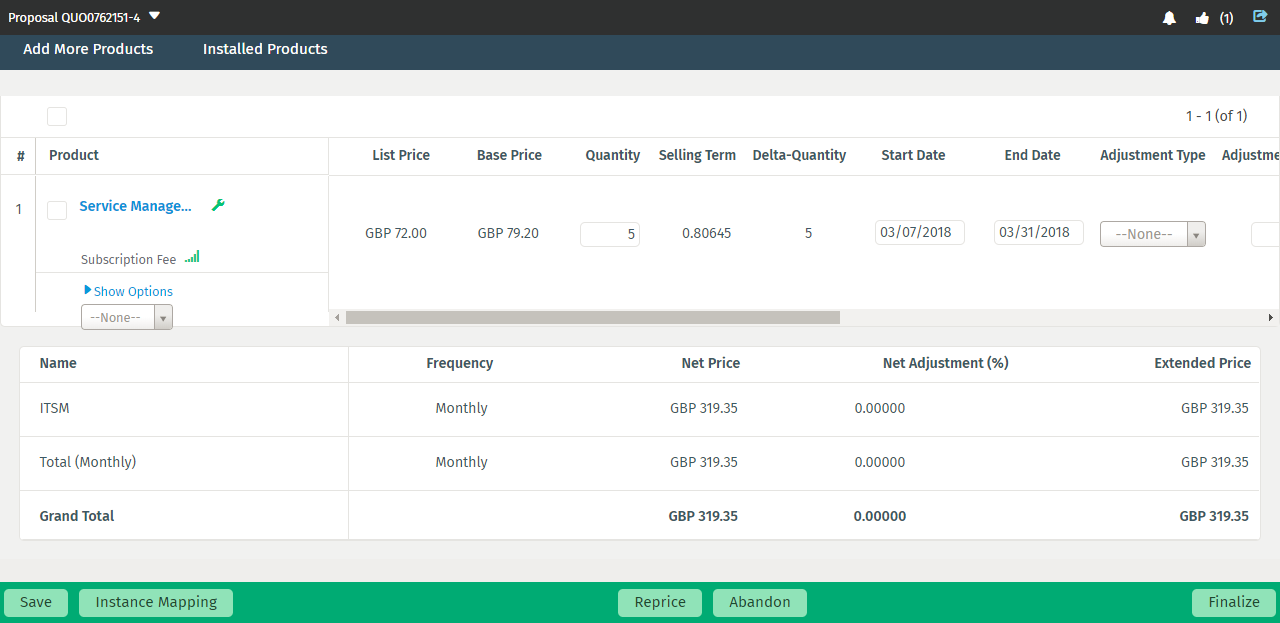 Proposal QUO0762151-4 (1)
Add More Products Installed Products
1 - 1 (of 1)
# Product List Price Base Price Quantity Selling Term Delta-Quantity Start Date End Date Adjustment Type Adjustme
1 Service Manage...
GBP 72.00 GBP 79.20 5 0.80645 5 03/07/2018 03/31/2018 --None--
Subscription Fee
Show Options
--None--
Name Frequency Net Price Net Adjustment (%) Extended Price
ITSM Monthly GBP 319.35 0.00000 GBP 319.35
Total (Monthly) Monthly GBP 319.35 0.00000 GBP 319.35
Grand Total GBP 319.35 0.00000 GBP 319.35
Save Instance Mapping Reprice Abandon Finalize